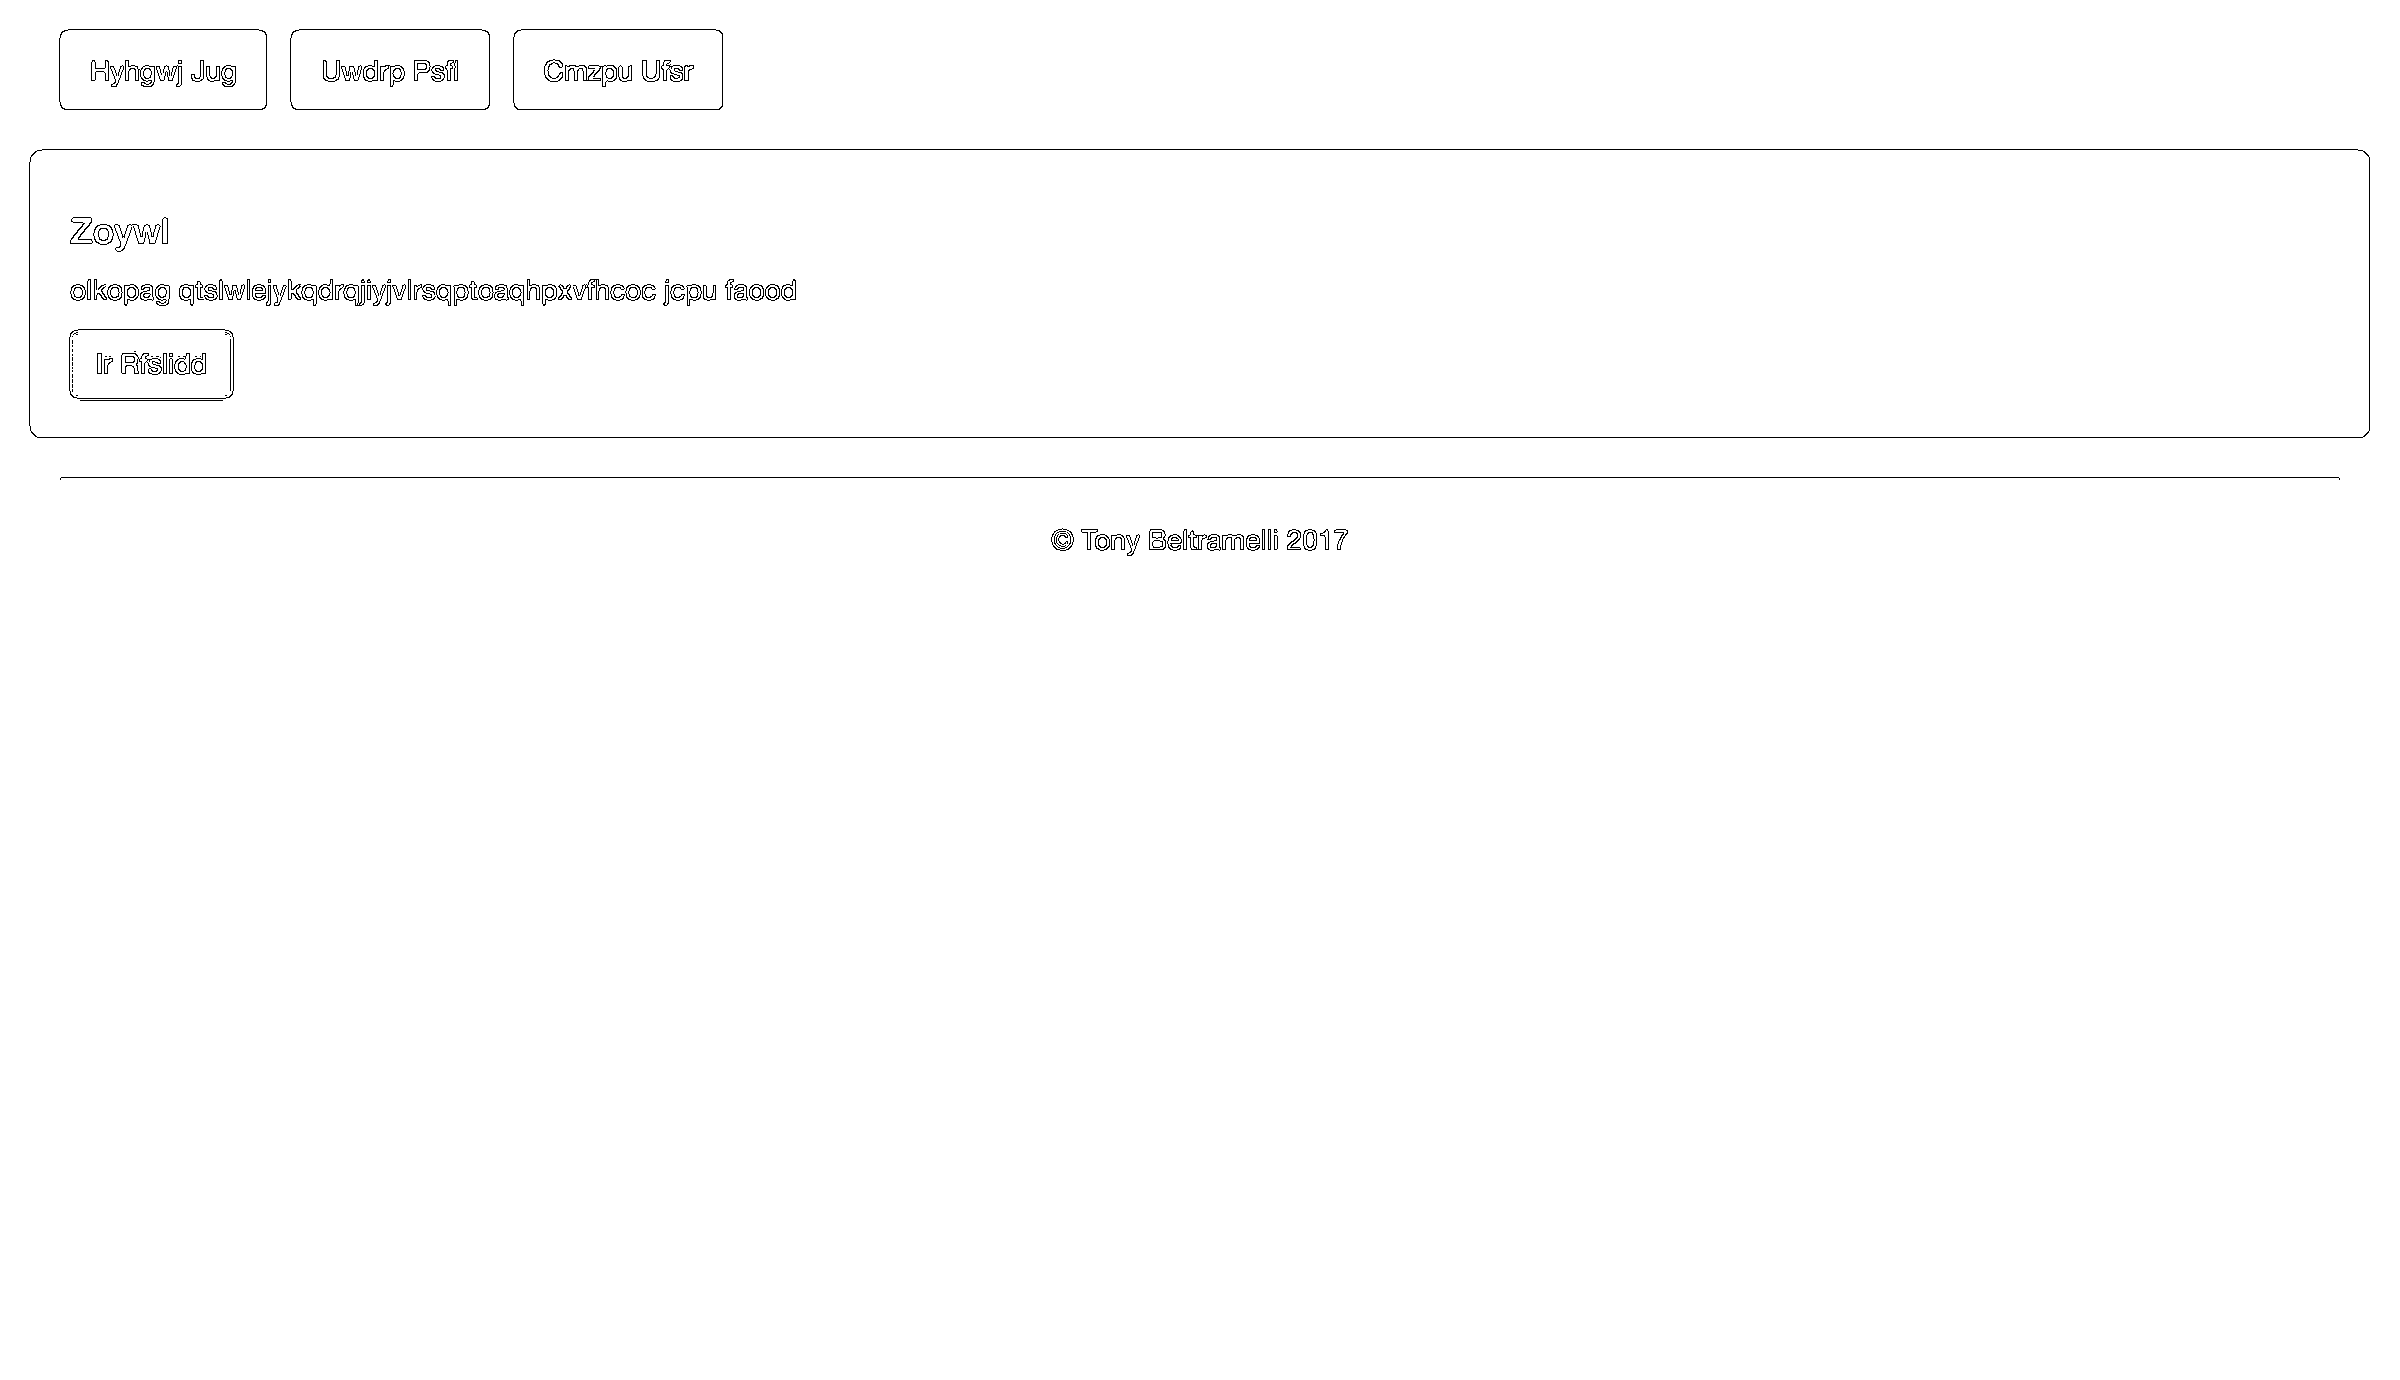 Hyhgwj Jug
Uwdrp Psfl
Cmzpu Ufsr
Zoywl
olkopag qtslwlejykqdrqjiyjvlrsqptoaqhpxvfhcoc jcpu faood
Ir Rfslidd
© Tony Beltramelli 2017